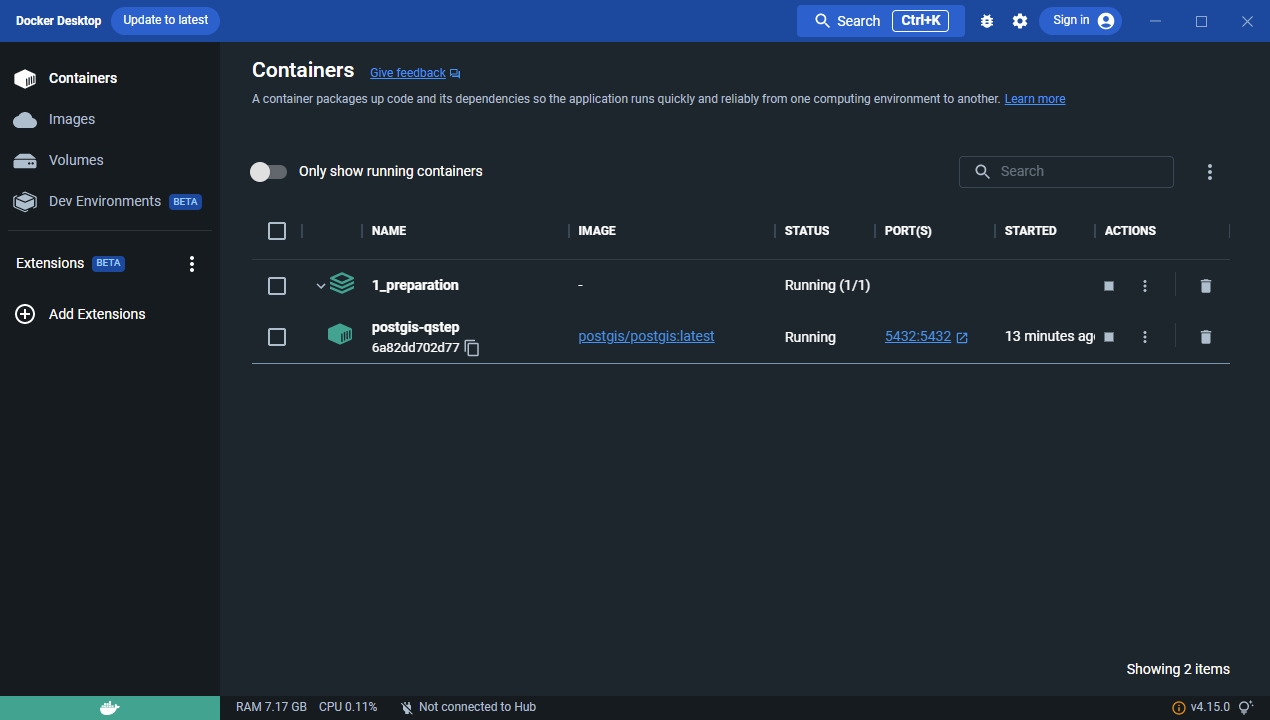 Docker Desktop Update to latest Search Ctrl+K Sign in
Containers
Images
Volumes
Dev Environments BETA
Extensions BETA
Add Extensions
Containers Give feedback
A container packages up code and its dependencies so the application runs quickly and reliably from one computing environment to another. Learn more
Only show running containers Search
NAME IMAGE STATUS PORT(S) STARTED ACTIONS
1_preparation - Running (1/1)
postgis-qstep
6a82dd702d77
postgis/postgis:latest Running 5432:5432 13 minutes ago
Showing 2 items
RAM 7.17 GB CPU 0.11% Not connected to Hub v4.15.0